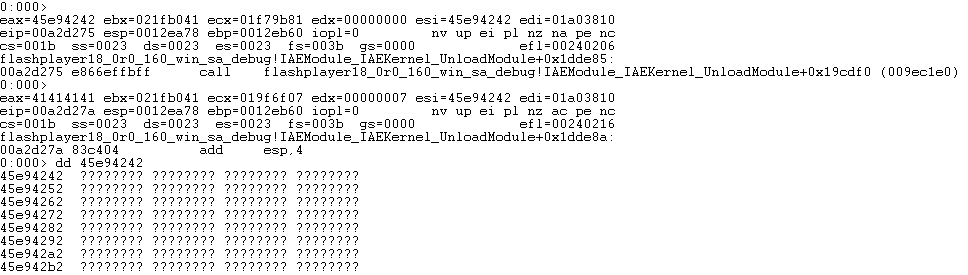 0:000>
eax=45e94242 ebx=021fb041 ecx=01f79b81 edx=00000000 esi=45e94242 edi=01a03810
eip=00a2d275 esp=0012ea78 ebp=0012eb60 iopl=0         nv up ei pl nz na pe nc
cs=001b  ss=0023  ds=0023  es=0023  fs=003b  gs=0000             efl=00240206
flashplayer18_0r0_160_win_sa_debug!IAEModule_IAEKernel_UnloadModule+0x1dde85:
00a2d275 e866effbff      call    flashplayer18_0r0_160_win_sa_debug!IAEModule_IAEKernel_UnloadModule+0x19cdf0 (009ec1e0)
0:000>
eax=41414141 ebx=021fb041 ecx=019f6f07 edx=00000007 esi=45e94242 edi=01a03810
eip=00a2d27a esp=0012ea78 ebp=0012eb60 iopl=0         nv up ei pl nz ac pe nc
cs=001b  ss=0023  ds=0023  es=0023  fs=003b  gs=0000             efl=00240216
flashplayer18_0r0_160_win_sa_debug!IAEModule_IAEKernel_UnloadModule+0x1dde8a:
00a2d27a 83c404          add     esp,4
0:000> dd 45e94242
45e94242  ???????? ???????? ???????? ????????
45e94252  ???????? ???????? ???????? ????????
45e94262  ???????? ???????? ???????? ????????
45e94272  ???????? ???????? ???????? ????????
45e94282  ???????? ???????? ???????? ????????
45e94292  ???????? ???????? ???????? ????????
45e942a2  ???????? ???????? ???????? ????????
45e942b2  ???????? ???????? ???????? ????????